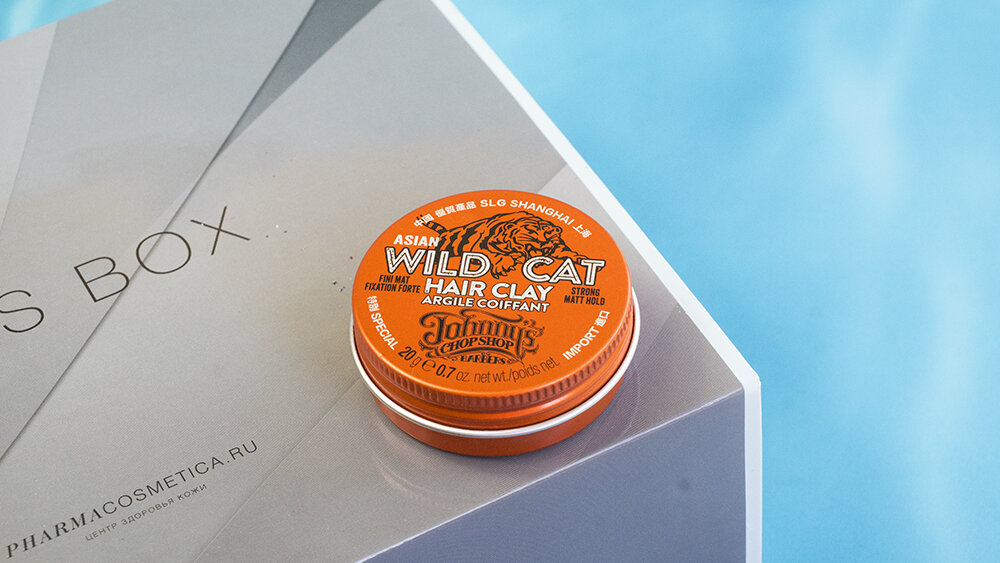 S BOX
PHARMACOSMETICA.RU
ЦЕНТР ЗДОРОВЬЯ КОЖИ
中國 優質產品 SLG SHANGHAI 上海
ASIAN
WILD CAT
FINI MAT
FIXATION FORTE
HAIR CLAY
ARGILE COIFFANT
STRONG
MATT HOLD
特別 SPECIAL
Johnny's
CHOP SHOP
BARBERS
IMPORT 進口
20 g ℮ 0.7 oz. net wt./poids net.